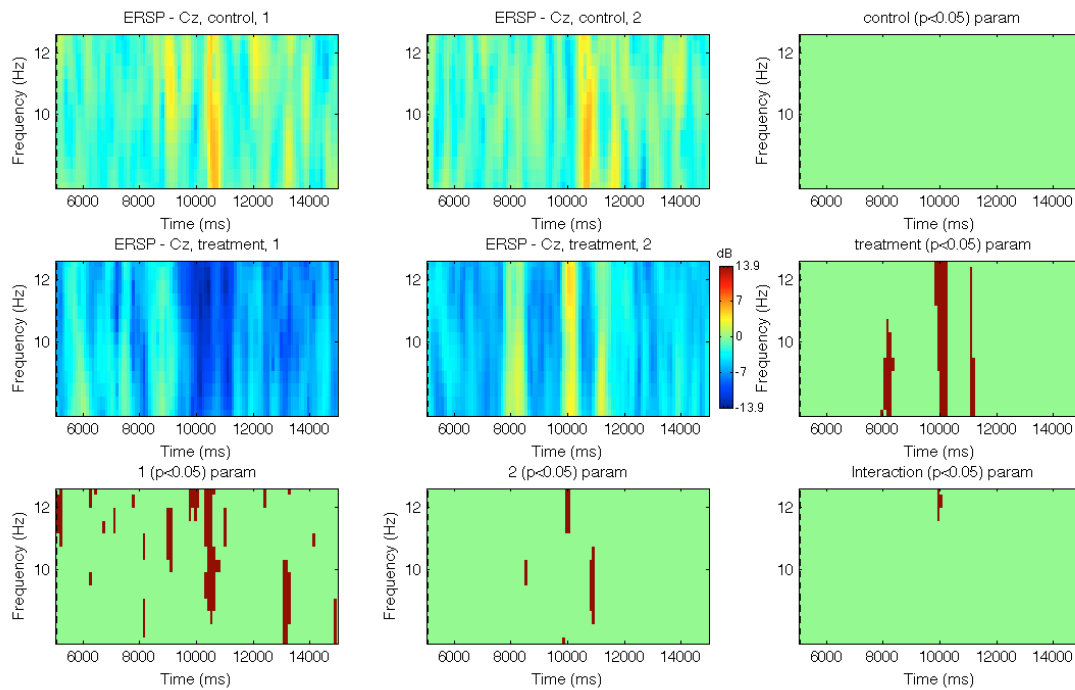 ERSP - Cz, control, 1
ERSP - Cz, control, 2
control (p<0.05) param
Frequency (Hz)
12
10
6000 8000 10000 12000 14000
Time (ms)
Frequency (Hz)
12
10
6000 8000 10000 12000 14000
Time (ms)
Frequency (Hz)
12
10
6000 8000 10000 12000 14000
Time (ms)
ERSP - Cz, treatment, 1
ERSP - Cz, treatment, 2
treatment (p<0.05) param
Frequency (Hz)
12
10
6000 8000 10000 12000 14000
Time (ms)
Frequency (Hz)
12
10
6000 8000 10000 12000 14000
Time (ms)
dB
13.9
7
0
-7
-13.9
Frequency (Hz)
12
10
6000 8000 10000 12000 14000
Time (ms)
1 (p<0.05) param
2 (p<0.05) param
Interaction (p<0.05) param
Frequency (Hz)
12
10
6000 8000 10000 12000 14000
Time (ms)
Frequency (Hz)
12
10
6000 8000 10000 12000 14000
Time (ms)
Frequency (Hz)
12
10
6000 8000 10000 12000 14000
Time (ms)